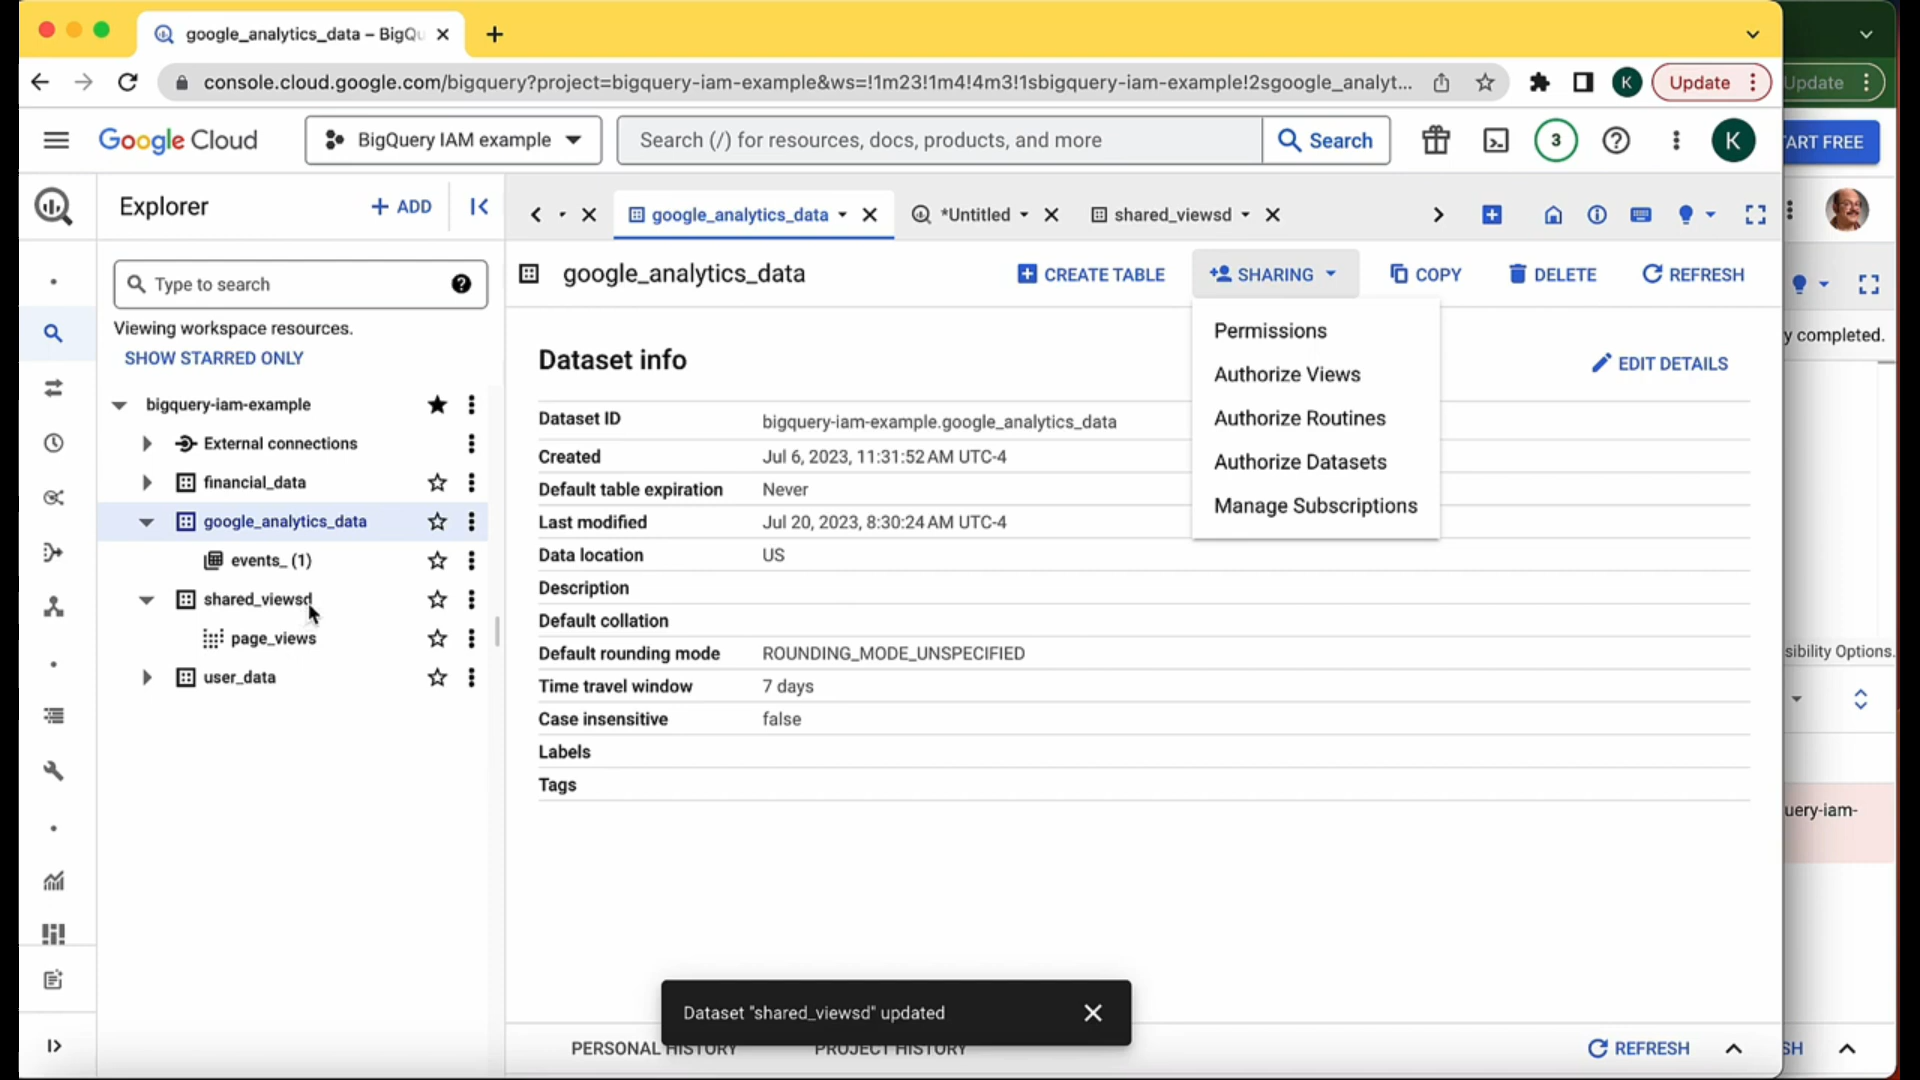 google_analytics_data – BigQu
console.cloud.google.com/bigquery?project=bigquery-iam-example&ws=!1m23!1m4!4m3!1sbigquery-iam-example!2sgoogle_analyt...
K
Update
Update
Google Cloud
BigQuery IAM example
Search (/) for resources, docs, products, and more
Search
3
K
ART FREE
Explorer
+ ADD
google_analytics_data
*Untitled
shared_viewsd
google_analytics_data
CREATE TABLE
SHARING
COPY
DELETE
REFRESH
Type to search
Viewing workspace resources.
SHOW STARRED ONLY
bigquery-iam-example
External connections
financial_data
google_analytics_data
events_ (1)
shared_viewsd
page_views
user_data
Permissions
Authorize Views
Authorize Routines
Authorize Datasets
Manage Subscriptions
Dataset info
EDIT DETAILS
Dataset ID bigquery-iam-example.google_analytics_data
Created Jul 6, 2023, 11:31:52 AM UTC-4
Default table expiration Never
Last modified Jul 20, 2023, 8:30:24 AM UTC-4
Data location US
Description
Default collation
Default rounding mode ROUNDING_MODE_UNSPECIFIED
Time travel window 7 days
Case insensitive false
Labels
Tags
y completed.
sibility Options.
uery-iam-
Dataset "shared_viewsd" updated
PERSONAL HISTORY
PROJECT HISTORY
REFRESH
SH